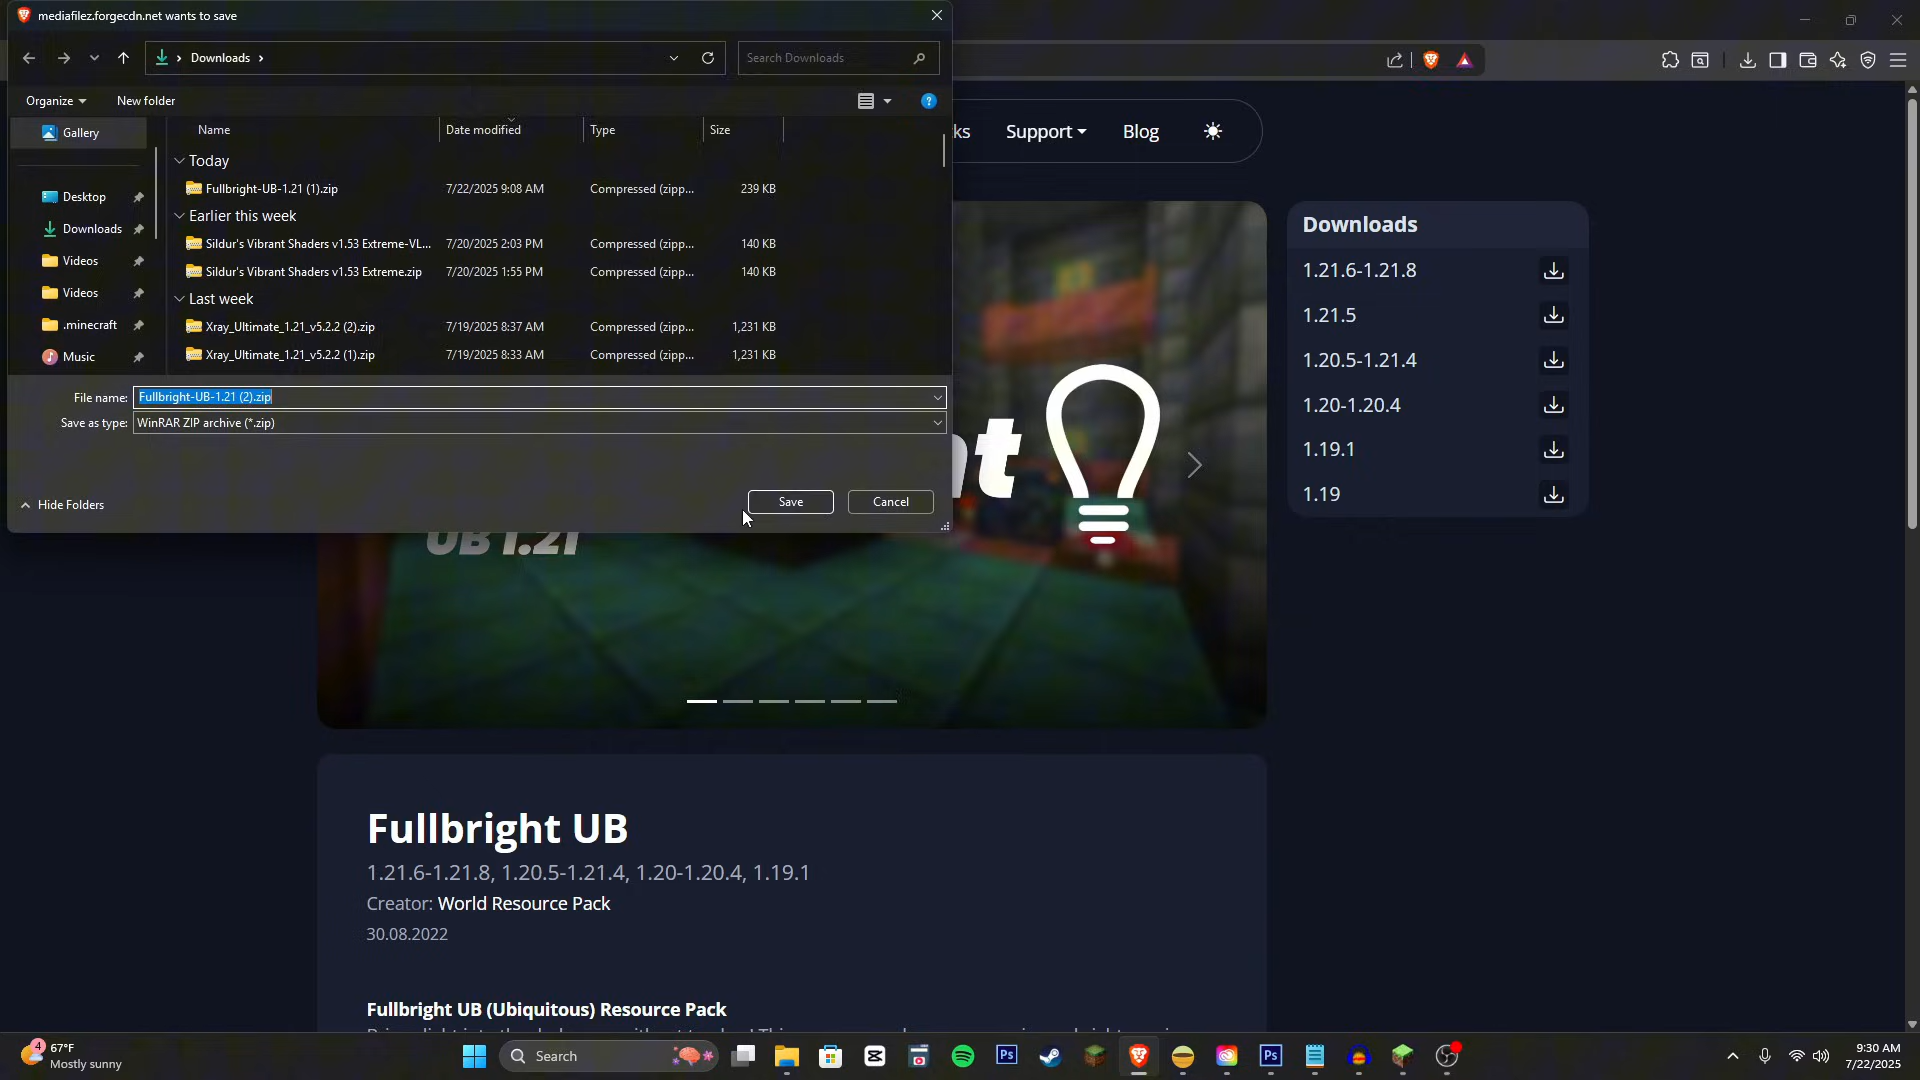 mediafilez.forgecdn.net wants to save
Downloads
Search Downloads
Organize
New folder
Gallery
Desktop
Downloads
Videos
Videos
.minecraft
Music
Name
Date modified
Type
Size
Today
Fullbright-UB-1.21 (1).zip 7/22/2025 9:08 AM Compressed (zipp... 239 KB
Earlier this week
Sildur's Vibrant Shaders v1.53 Extreme-VL... 7/20/2025 2:03 PM Compressed (zipp... 140 KB
Sildur's Vibrant Shaders v1.53 Extreme.zip 7/20/2025 1:55 PM Compressed (zipp... 140 KB
Last week
Xray_Ultimate_1.21_v5.2.2 (2).zip 7/19/2025 8:37 AM Compressed (zipp... 1,231 KB
Xray_Ultimate_1.21_v5.2.2 (1).zip 7/19/2025 8:33 AM Compressed (zipp... 1,231 KB
File name: Fullbright-UB-1.21 (2).zip
Save as type: WinRAR ZIP archive (*.zip)
Hide Folders
Save
Cancel
ks
Support
Blog
nt
UB 1.21
Downloads
1.21.6-1.21.8
1.21.5
1.20.5-1.21.4
1.20-1.20.4
1.19.1
1.19
Fullbright UB
1.21.6-1.21.8, 1.20.5-1.21.4, 1.20-1.20.4, 1.19.1
Creator: World Resource Pack
30.08.2022
Fullbright UB (Ubiquitous) Resource Pack
4
67°F
Mostly sunny
Search
Ps
Ps
9:30 AM
7/22/2025